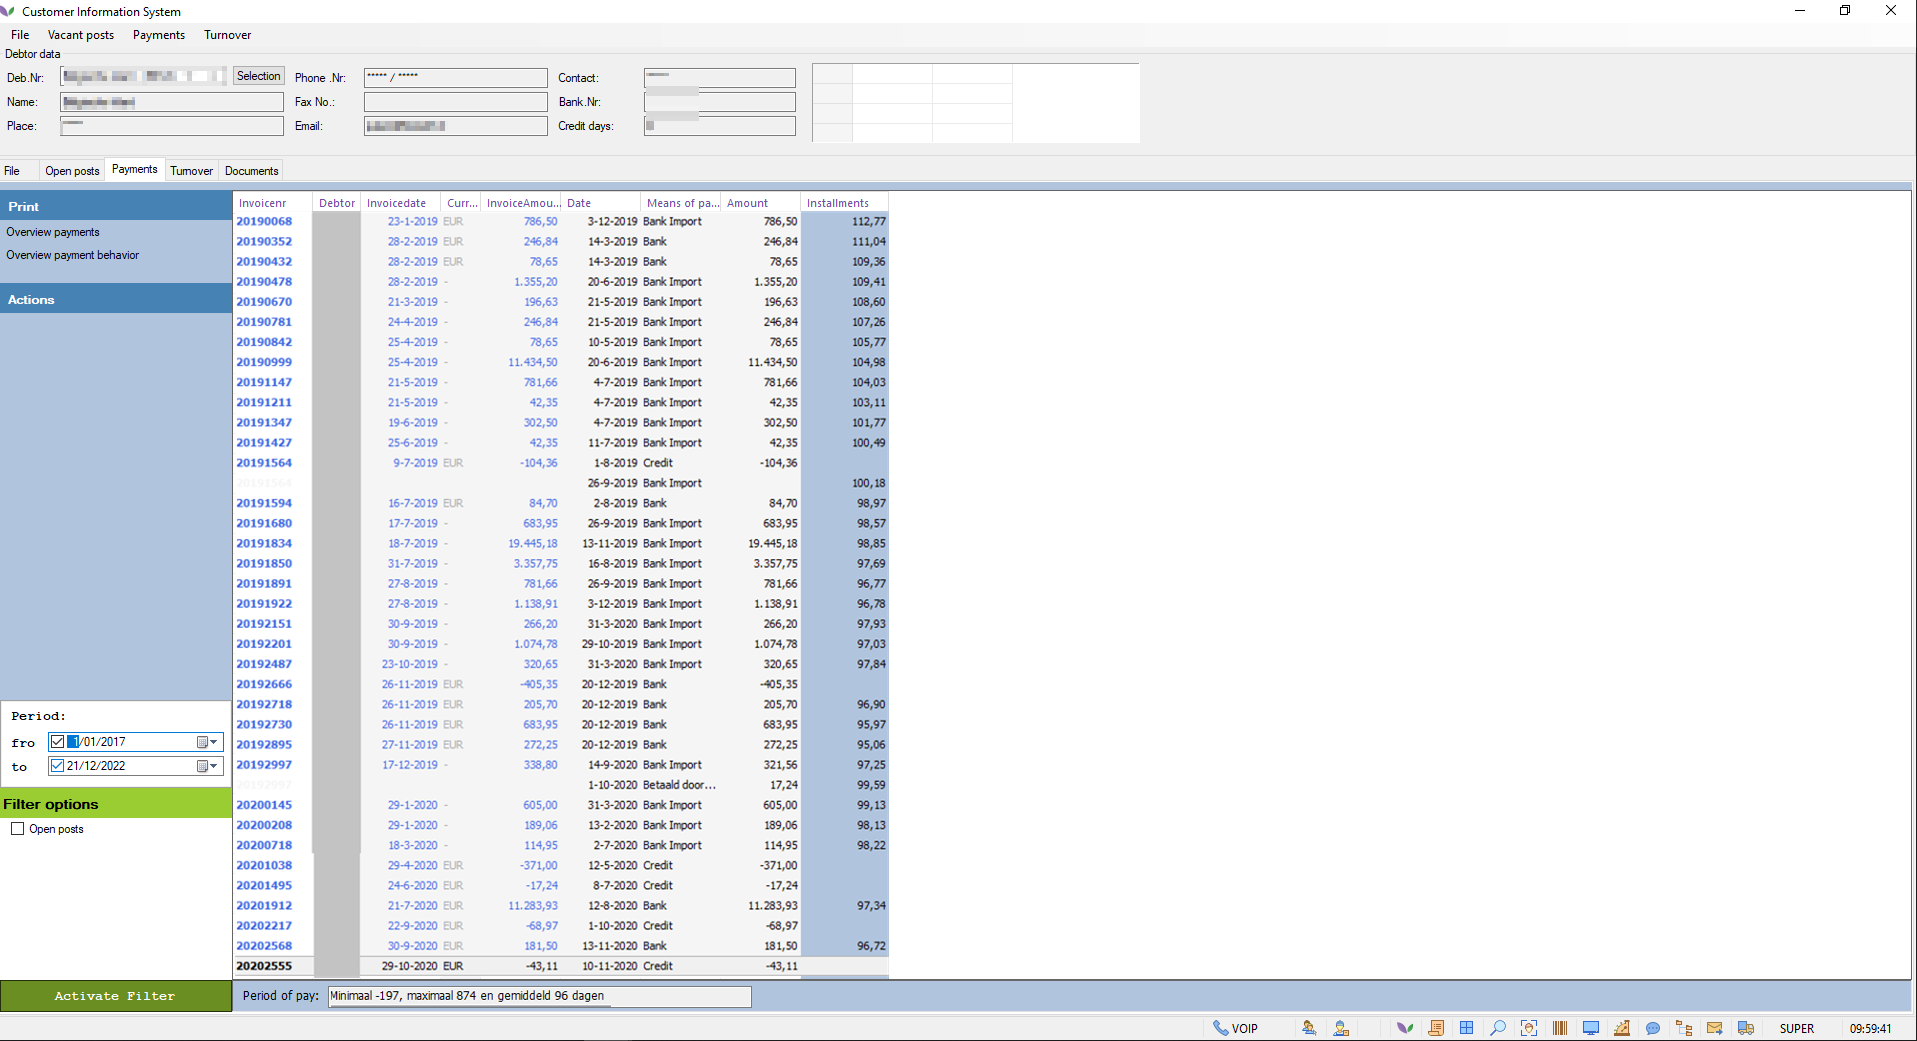 Customer Information System
File Vacant posts Payments Turnover
Debtor data
Deb.Nr: Selection Phone .Nr: ***** / ***** Contact:
Name: Fax No.: Bank.Nr:
Place: Email: Credit days:
File Open posts Payments Turnover Documents
Print
Overview payments
Overview payment behavior
Actions
Period:
fro 1/01/2017
to 21/12/2022
Filter options
Open posts
Activate Filter
Invoicenr Debtor Invoicedate Curr... InvoiceAmou... Date Means of pa... Amount Installments
20190068 23-1-2019 EUR 786,50 3-12-2019 Bank Import 786,50 112,77
20190352 28-2-2019 EUR 246,84 14-3-2019 Bank 246,84 111,04
20190432 28-2-2019 EUR 78,65 14-3-2019 Bank 78,65 109,36
20190478 28-2-2019 - 1.355,20 20-6-2019 Bank Import 1.355,20 109,41
20190670 21-3-2019 - 196,63 21-5-2019 Bank Import 196,63 108,60
20190781 24-4-2019 - 246,84 21-5-2019 Bank Import 246,84 107,26
20190842 25-4-2019 - 78,65 10-5-2019 Bank Import 78,65 105,77
20190999 25-4-2019 - 11.434,50 20-6-2019 Bank Import 11.434,50 104,98
20191147 21-5-2019 - 781,66 4-7-2019 Bank Import 781,66 104,03
20191211 21-5-2019 - 42,35 4-7-2019 Bank Import 42,35 103,11
20191347 19-6-2019 - 302,50 4-7-2019 Bank Import 302,50 101,77
20191427 25-6-2019 - 42,35 11-7-2019 Bank Import 42,35 100,49
20191564 9-7-2019 EUR -104,36 1-8-2019 Credit -104,36
20191564 26-9-2019 Bank Import 100,18
20191594 16-7-2019 EUR 84,70 2-8-2019 Bank 84,70 98,97
20191680 17-7-2019 - 683,95 26-9-2019 Bank Import 683,95 98,57
20191834 18-7-2019 - 19.445,18 13-11-2019 Bank Import 19.445,18 98,85
20191850 31-7-2019 - 3.357,75 16-8-2019 Bank Import 3.357,75 97,69
20191891 27-8-2019 - 781,66 26-9-2019 Bank Import 781,66 96,77
20191922 27-8-2019 - 1.138,91 3-12-2019 Bank Import 1.138,91 96,78
20192151 30-9-2019 - 266,20 31-3-2020 Bank Import 266,20 97,93
20192201 30-9-2019 - 1.074,78 29-10-2019 Bank Import 1.074,78 97,03
20192487 23-10-2019 - 320,65 31-3-2020 Bank Import 320,65 97,84
20192666 26-11-2019 EUR -405,35 20-12-2019 Bank -405,35
20192718 26-11-2019 EUR 205,70 20-12-2019 Bank 205,70 96,90
20192730 26-11-2019 EUR 683,95 20-12-2019 Bank 683,95 95,97
20192895 27-11-2019 EUR 272,25 20-12-2019 Bank 272,25 95,06
20192997 17-12-2019 - 338,80 14-9-2020 Bank Import 321,56 97,25
20192997 1-10-2020 Betaald door... 17,24 99,59
20200145 29-1-2020 - 605,00 31-3-2020 Bank Import 605,00 99,13
20200208 29-1-2020 - 189,06 13-2-2020 Bank Import 189,06 98,13
20200718 18-3-2020 - 114,95 2-7-2020 Bank Import 114,95 98,22
20201038 29-4-2020 EUR -371,00 12-5-2020 Credit -371,00
20201495 24-6-2020 EUR -17,24 8-7-2020 Credit -17,24
20201912 21-7-2020 EUR 11.283,93 12-8-2020 Bank 11.283,93 97,34
20202217 22-9-2020 EUR -68,97 1-10-2020 Credit -68,97
20202568 30-9-2020 EUR 181,50 13-11-2020 Bank 181,50 96,72
20202555 29-10-2020 EUR -43,11 10-11-2020 Credit -43,11
Period of pay: Minimaal -197, maximaal 874 en gemiddeld 96 dagen
VOIP SUPER 09:59:41